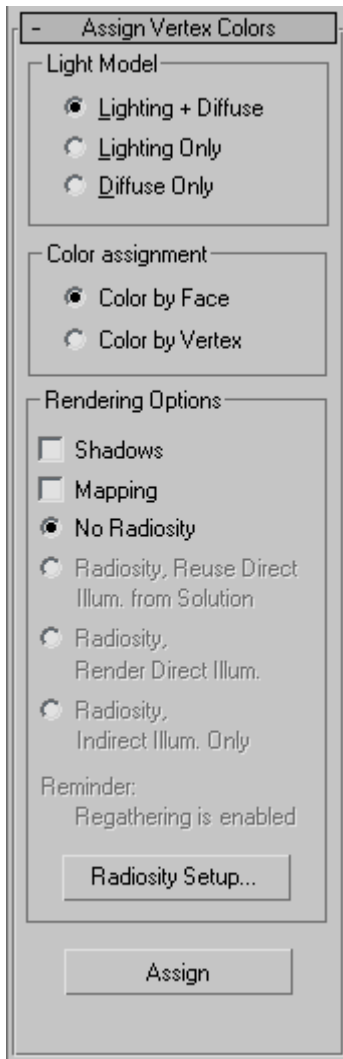 - Assign Vertex Colors
Light Model
Lighting + Diffuse
Lighting Only
Diffuse Only
Color assignment
Color by Face
Color by Vertex
Rendering Options
Shadows
Mapping
No Radiosity
Radiosity, Reuse Direct
Illum. from Solution
Radiosity,
Render Direct Illum.
Radiosity,
Indirect Illum. Only
Reminder:
Regathering is enabled
Radiosity Setup...
Assign